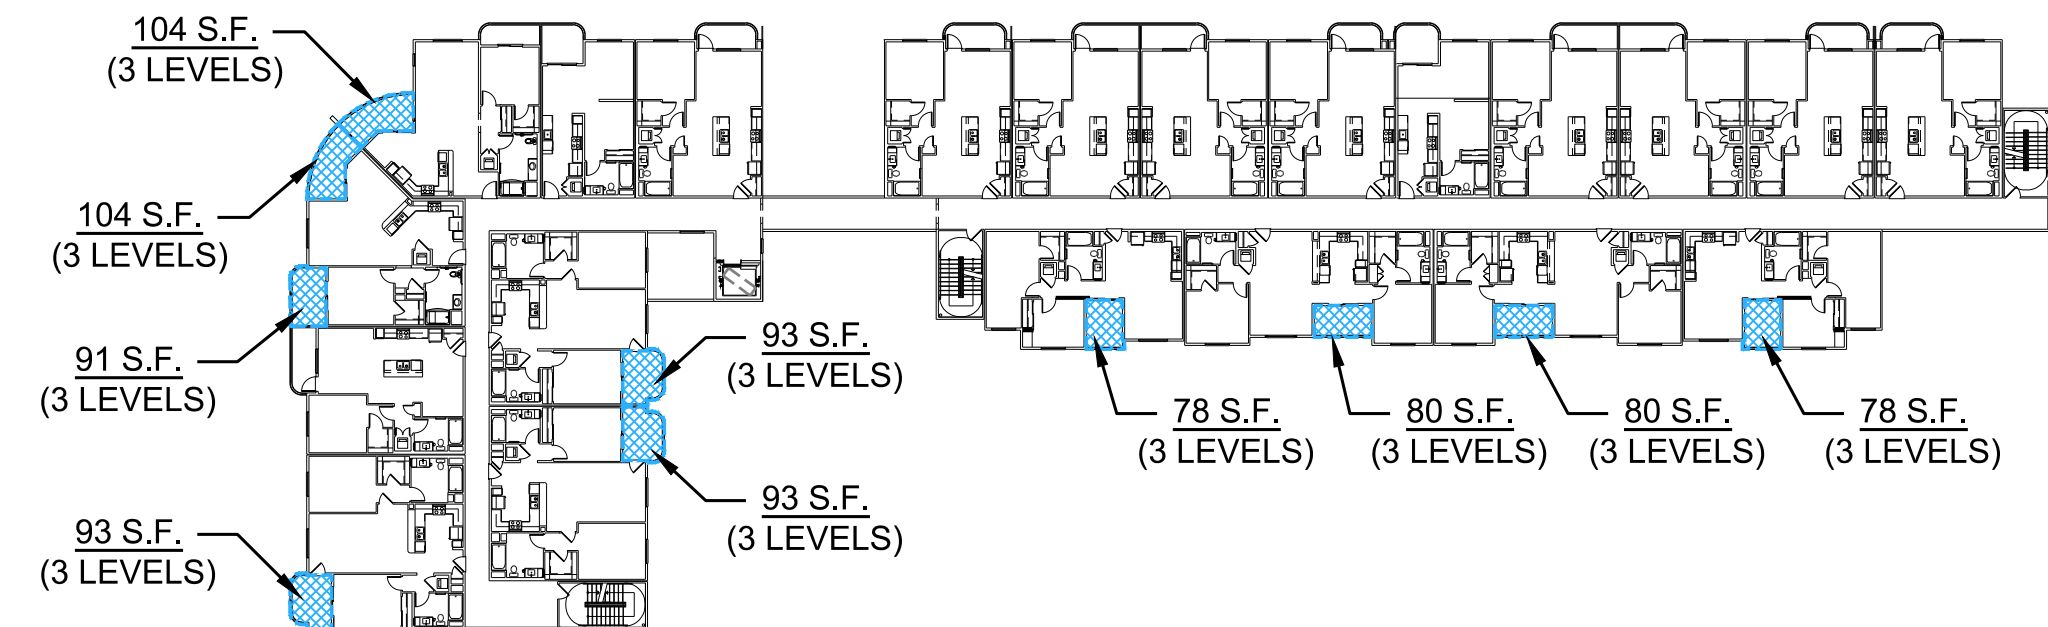 104 S.F.
(3 LEVELS)
104 S.F.
(3 LEVELS)
91 S.F.
(3 LEVELS)
93 S.F.
(3 LEVELS)
93 S.F.
(3 LEVELS)
93 S.F.
(3 LEVELS)
78 S.F.
(3 LEVELS)
80 S.F.
(3 LEVELS)
80 S.F.
(3 LEVELS)
78 S.F.
(3 LEVELS)